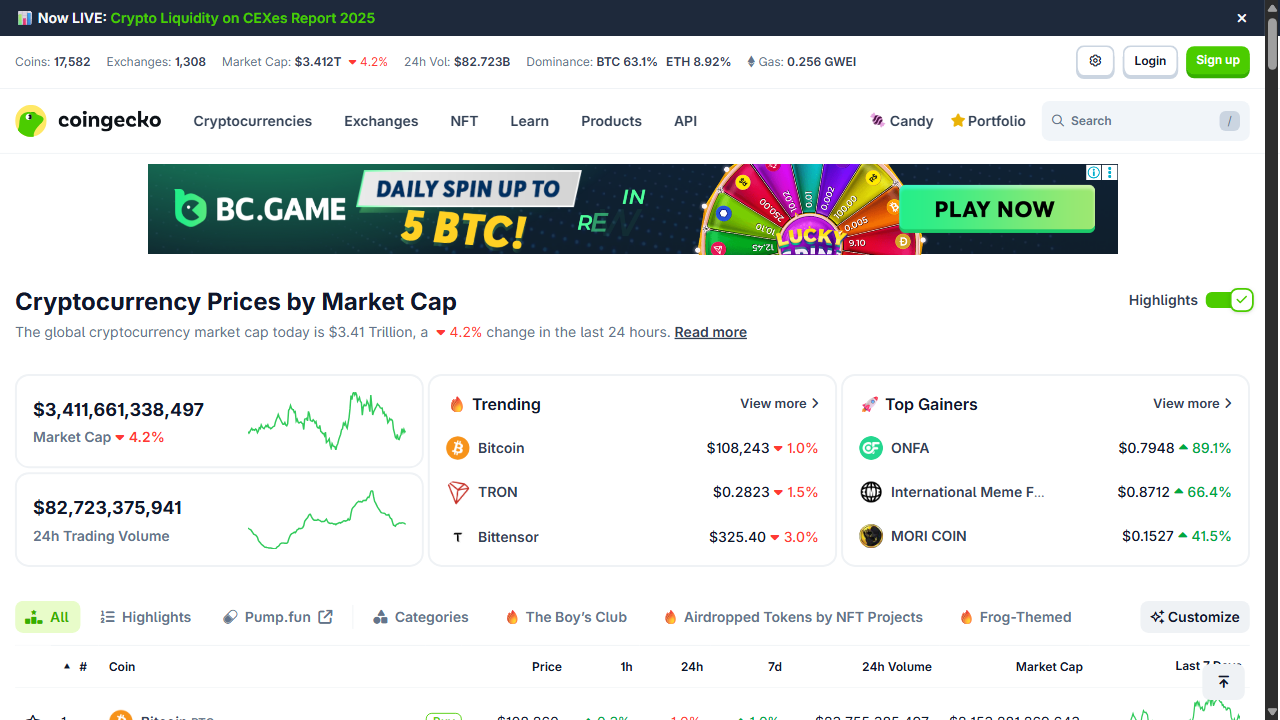 Now LIVE: Crypto Liquidity on CEXes Report 2025
Coins: 17,582 Exchanges: 1,308 Market Cap: $3.412T 4.2% 24h Vol: $82.723B Dominance: BTC 63.1% ETH 8.92% Gas: 0.256 GWEI
Login
Sign up
coingecko
Cryptocurrencies
Exchanges
NFT
Learn
Products
API
Candy
Portfolio
Search
/
BC.GAME
DAILY SPIN UP TO
5 BTC!
IN
REW
LUCKY
SPIN
PLAY NOW
Cryptocurrency Prices by Market Cap
Highlights
The global cryptocurrency market cap today is $3.41 Trillion, a 4.2% change in the last 24 hours. Read more
$3,411,661,338,497
Market Cap 4.2%
$82,723,375,941
24h Trading Volume
Trending
View more
Bitcoin $108,243 1.0%
TRON $0.2823 1.5%
Bittensor $325.40 3.0%
Top Gainers
View more
ONFA $0.7948 89.1%
International Meme F... $0.8712 66.4%
MORI COIN $0.1527 41.5%
All
Highlights
Pump.fun
Categories
The Boy's Club
Airdropped Tokens by NFT Projects
Frog-Themed
Customize
# Coin Price 1h 24h 7d 24h Volume Market Cap Last 7 Days